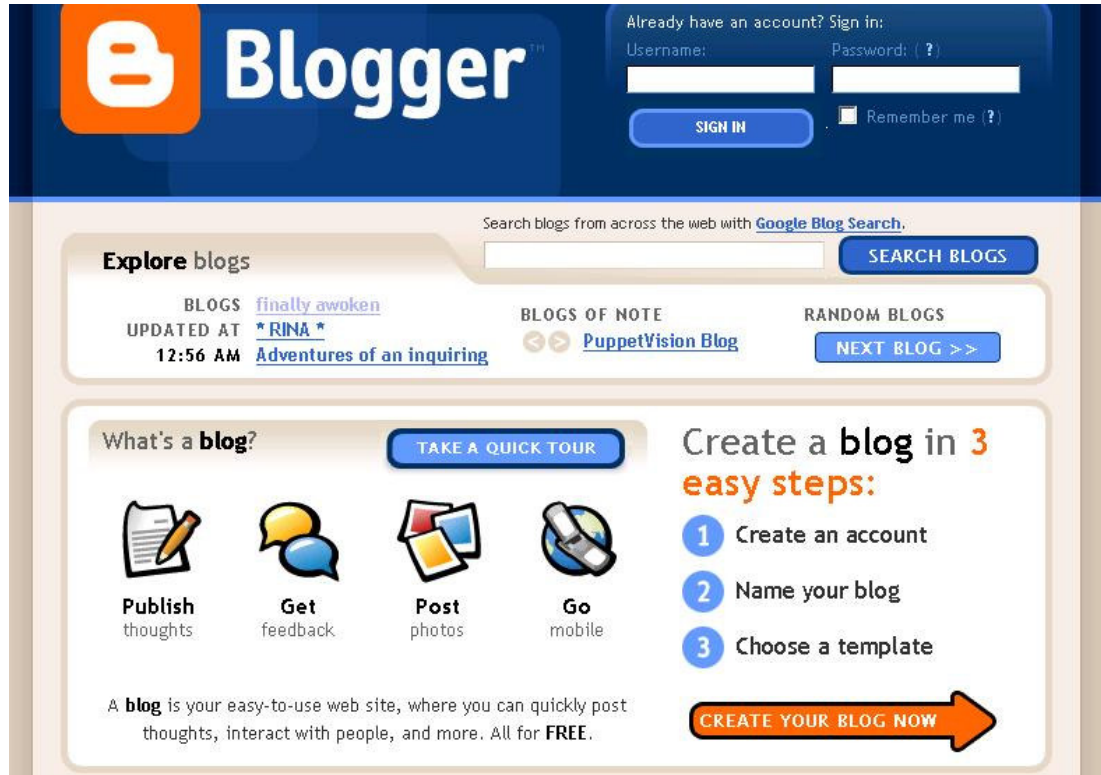 Blogger™
Already have an account? Sign in:
Username: Password: (?)
SIGN IN
Remember me (?)
Search blogs from across the web with Google Blog Search.
Explore blogs
SEARCH BLOGS
BLOGS
UPDATED AT
12:56 AM
finally awoken
* RINA *
Adventures of an inquiring
BLOGS OF NOTE
PuppetVision Blog
RANDOM BLOGS
NEXT BLOG >>
What's a blog?
TAKE A QUICK TOUR
Publish
thoughts
Get
feedback
Post
photos
Go
mobile
A blog is your easy-to-use web site, where you can quickly post
thoughts, interact with people, and more. All for FREE.
Create a blog in 3
easy steps:
1 Create an account
2 Name your blog
3 Choose a template
CREATE YOUR BLOG NOW